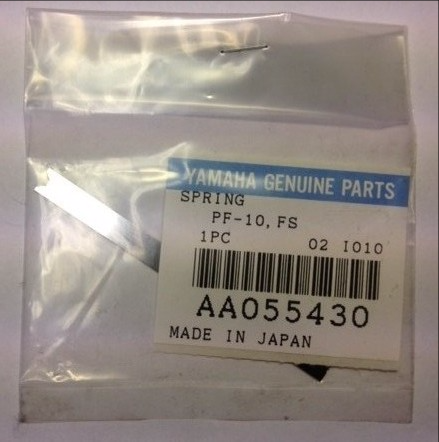 YAMAHA GENUINE PARTS
SPRING
PF-10, FS
1PC 02 I010
AA055430
MADE IN JAPAN